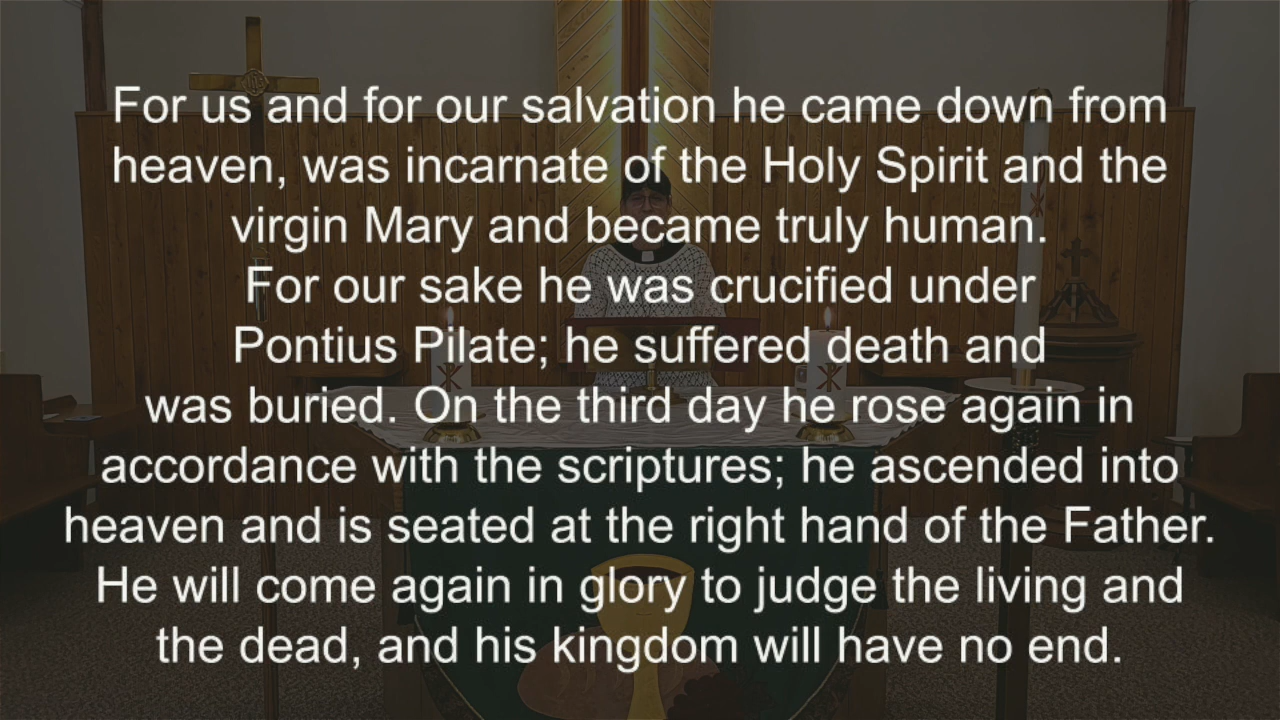 For us and for our salvation he came down from
heaven, was incarnate of the Holy Spirit and the
virgin Mary and became truly human.
For our sake he was crucified under
Pontius Pilate; he suffered death and
was buried. On the third day he rose again in
accordance with the scriptures; he ascended into
heaven and is seated at the right hand of the Father.
He will come again in glory to judge the living and
the dead, and his kingdom will have no end.